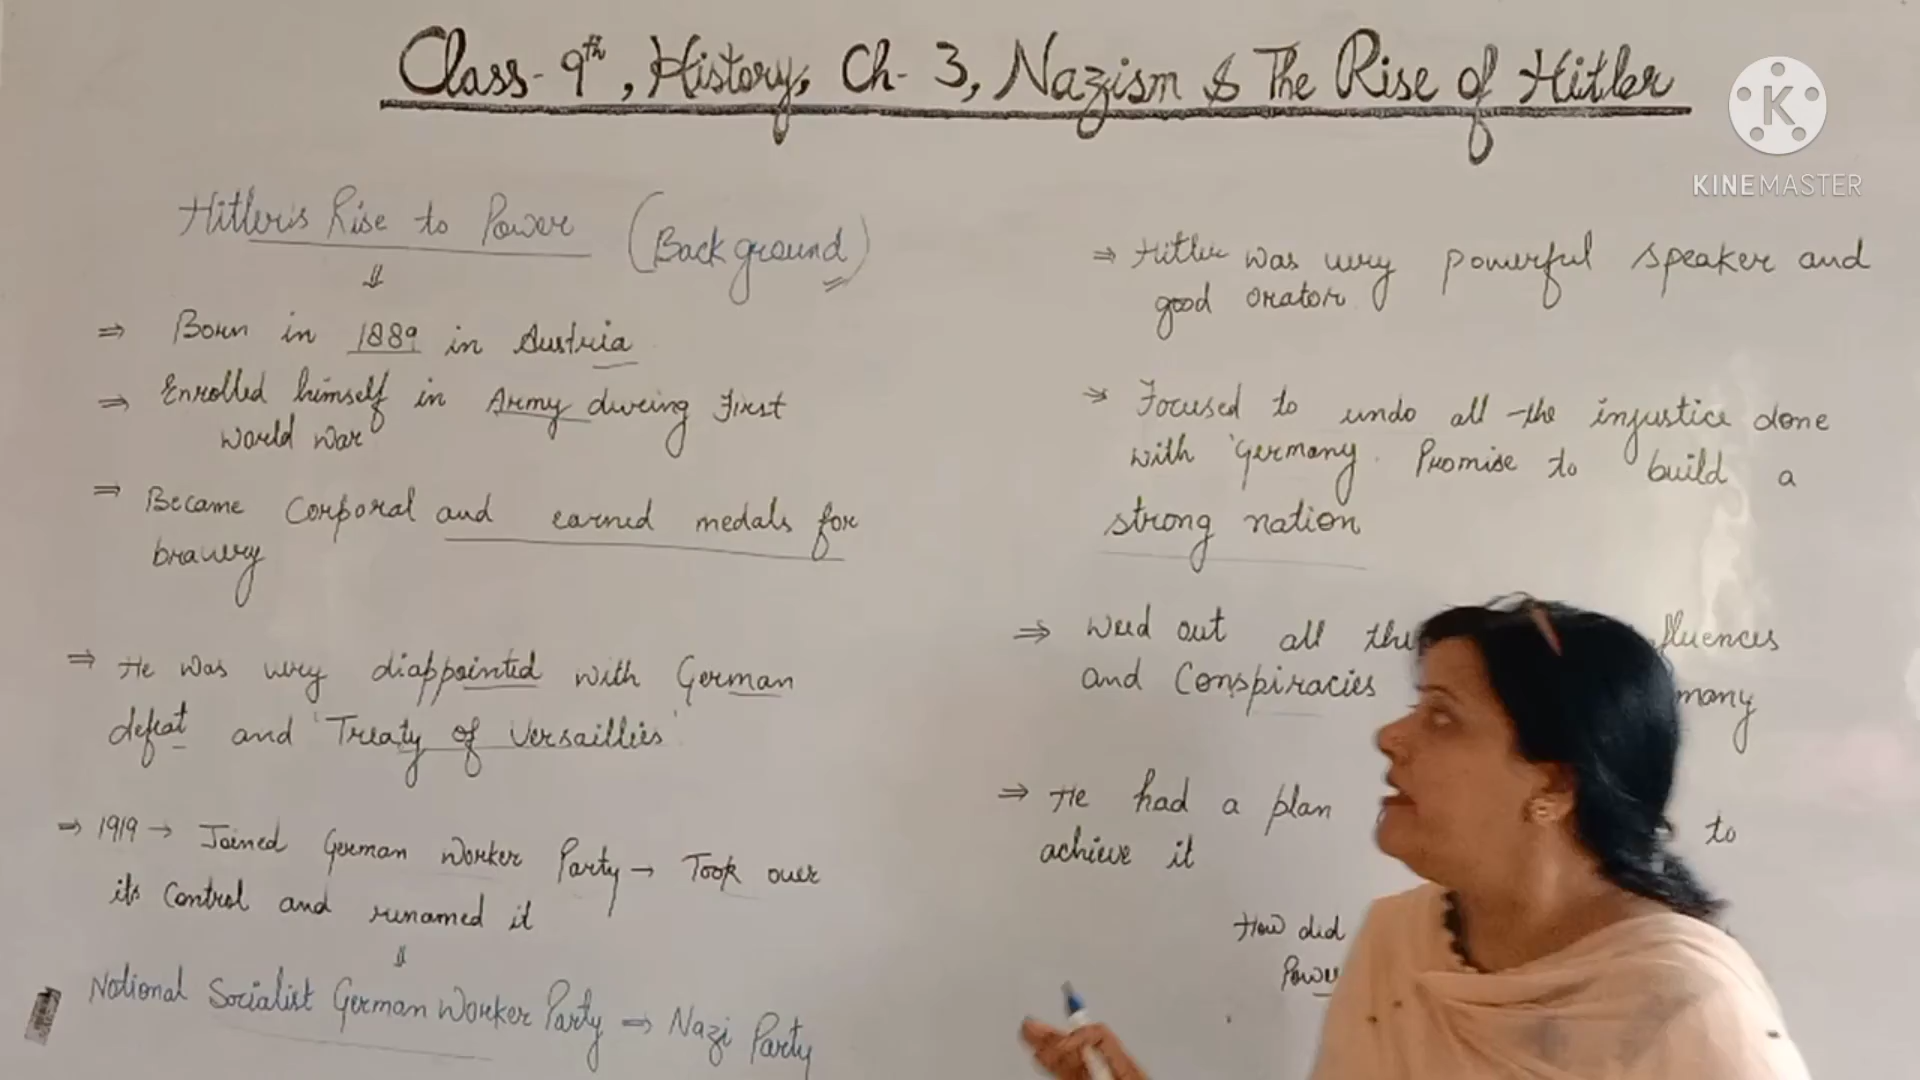 Class- 9th, History, Ch- 3, Nazism & The Rise of Hitler
K
KINEMASTER
Hitler's Rise to Power (Background)
⇒ Born in 1889 in Austria
⇒ Enrolled himself in Army during First
World War
⇒ Became Corporal and earned medals for
bravery
⇒ He was very diappointed with German
defeat and 'Treaty of Versaillies'
⇒ 1919 → Joined German Worker Party → Took over
its Control and renamed it
National Socialist German Worker Party ⇒ Nazi Party
⇒ Hitler was very powerful speaker and
good orator
⇒ Focused to undo all the injustice done
with Germany. Promise to build a
strong nation
⇒ Weed out all
and Conspiracies
⇒ He had a plan to
achieve it
How did